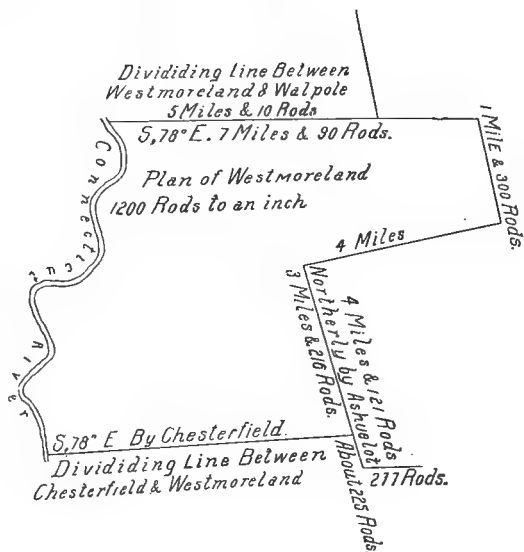 Divididing line Between
Westmoreland & Walpole
5 Miles & 10 Rods
S, 78° E. 7 Miles & 90 Rods.
1 MILE & 300 Rods.
Connecticut River
Plan of Westmoreland
1200 Rods to an inch
4 Miles
4 Miles & 121 Rods
Northerly by Ashuelot
3 Miles & 216 Rods.
S, 78° E By Chesterfield.
Divididing Line Between
Chesterfield & Westmoreland
About 225 Rods
277 Rods.